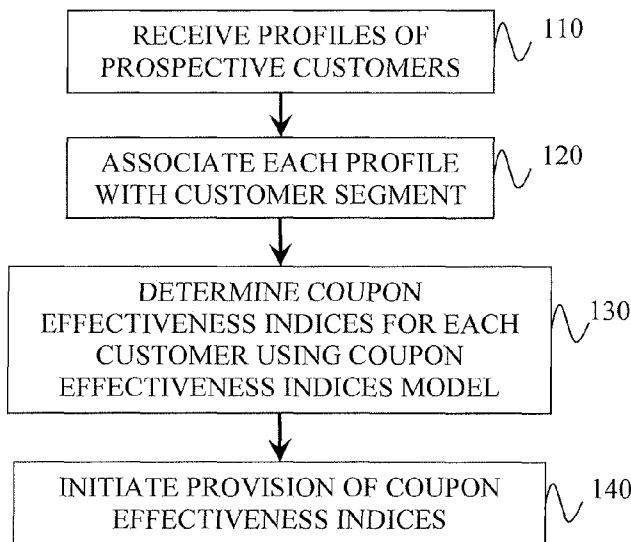 RECEIVE PROFILES OF
PROSPECTIVE CUSTOMERS
110
ASSOCIATE EACH PROFILE
WITH CUSTOMER SEGMENT
120
DETERMINE COUPON
EFFECTIVENESS INDICES FOR EACH
CUSTOMER USING COUPON
EFFECTIVENESS INDICES MODEL
130
INITIATE PROVISION OF COUPON
EFFECTIVENESS INDICES
140